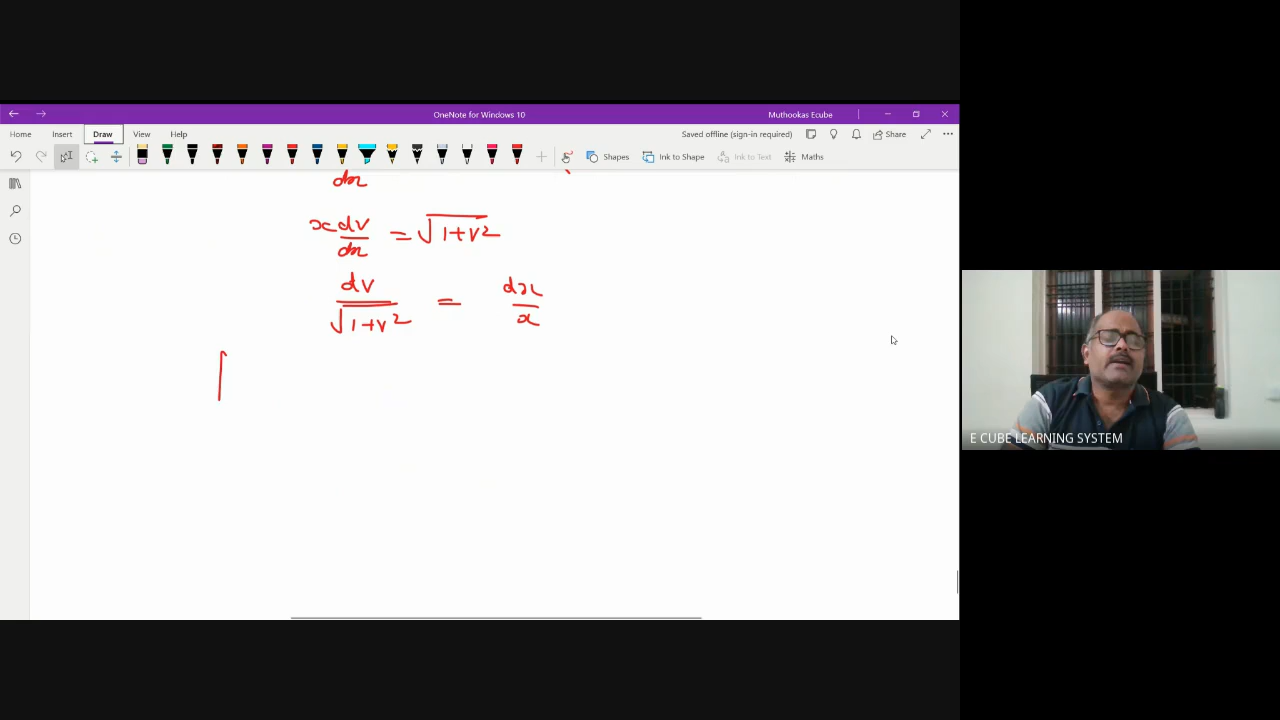 OneNote for Windows 10
Muthookas Ecube
Home Insert Draw View Help
Saved offline (sign-in required) Share
Shapes Ink to Shape Ink to Text Maths
dx
x dv/dx = √1+v²
dv/√1+v² = dx/x
E CUBE LEARNING SYSTEM